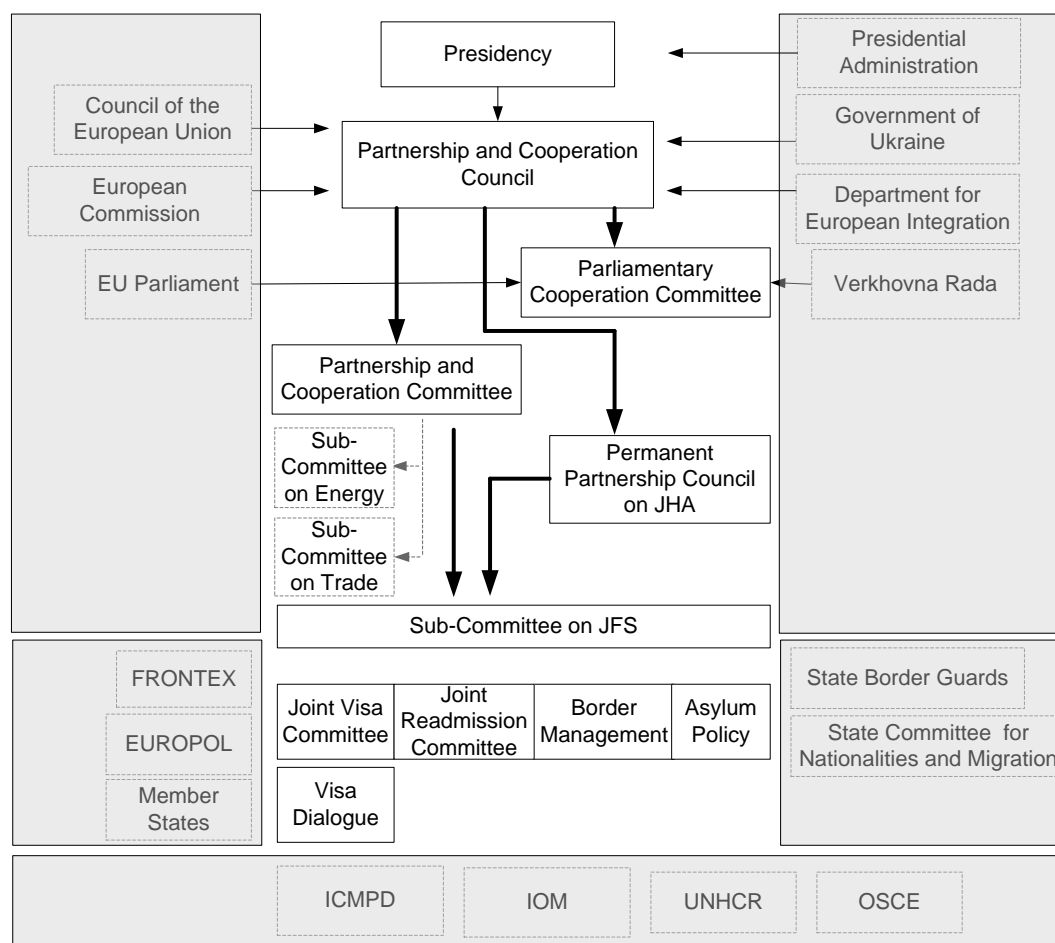 Presidency
Presidential
Administration
Council of the
European Union
Partnership and Cooperation
Council
Government of
Ukraine
European
Commission
Department for
European Integration
EU Parliament
Parliamentary
Cooperation Committee
Verkhovna Rada
Partnership and
Cooperation Committee
Sub-
Committee
on Energy
Permanent
Partnership Council
on JHA
Sub-
Committee
on Trade
Sub-Committee on JFS
FRONTEX
State Border Guards
Joint Visa
Committee
Joint
Readmission
Committee
Border
Management
Asylum
Policy
EUROPOL
State Committee  for
Nationalities and Migration
Member
States
Visa
Dialogue
ICMPD
IOM
UNHCR
OSCE